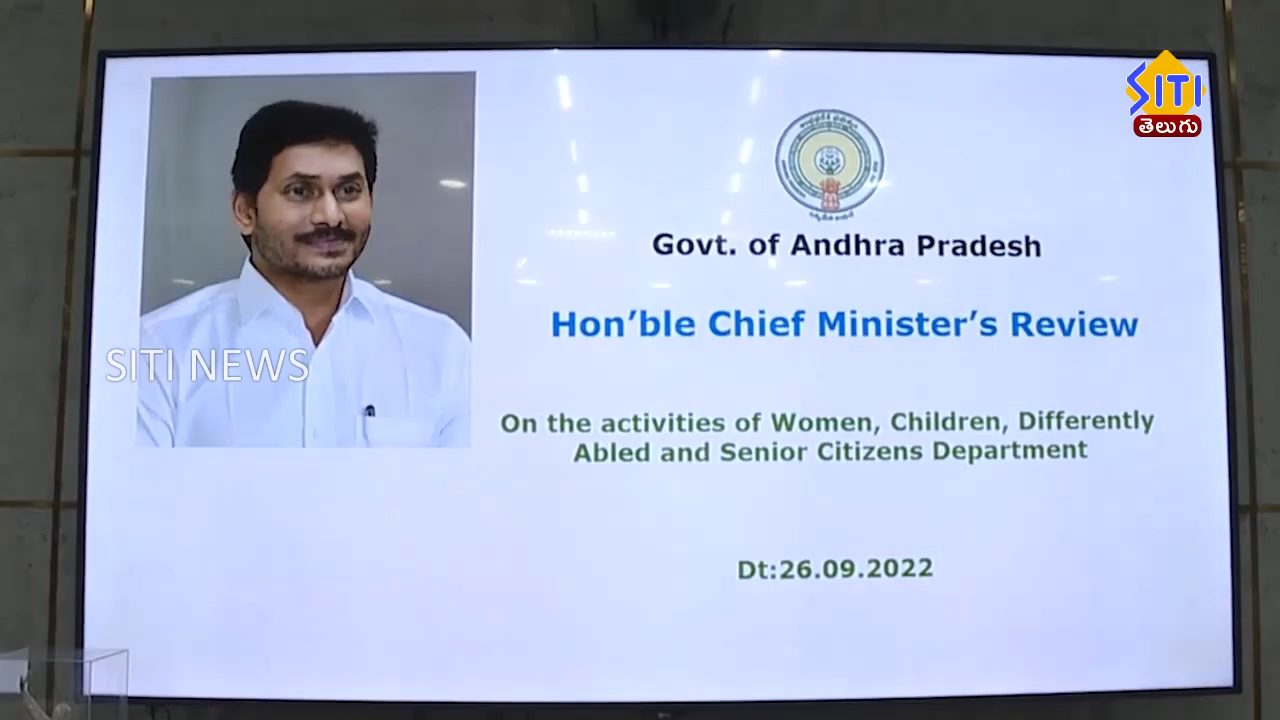 SITI
తెలుగు
Govt. of Andhra Pradesh
Hon'ble Chief Minister's Review
SITI NEWS
On the activities of Women, Children, Differently
Abled and Senior Citizens Department
Dt:26.09.2022